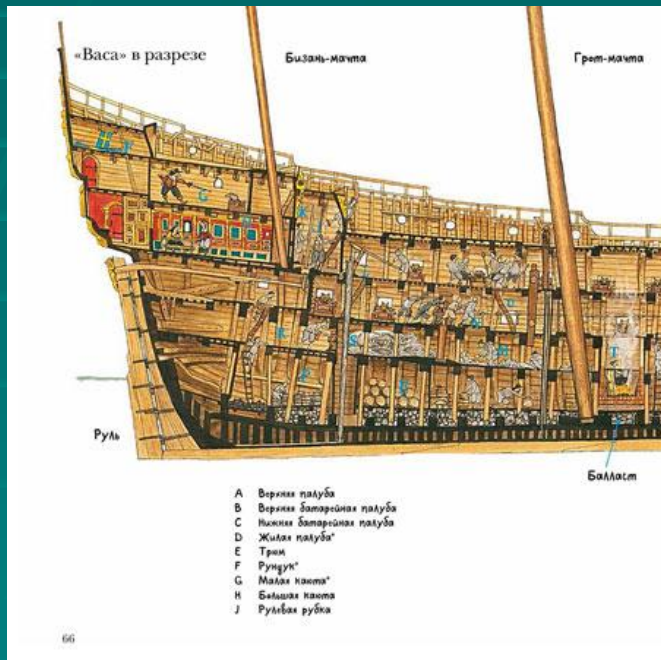 «Васа» в разрезе
Бизань-мачта
Грот-мачта
Руль
Балласт
A Верхняя палуба
B Верхняя батарейная палуба
C Нижняя батарейная палуба
D Жилая палуба*
E Трюм
F Рундук*
G Малая каюта*
H Большая каюта
J Рулевая рубка
66